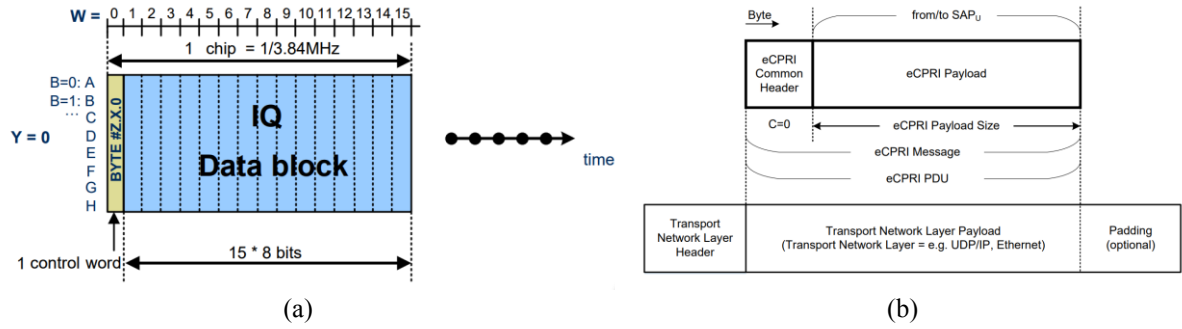 W = 0 1 2 3 4 5 6 7 8 9 10 11 12 13 14 15
1 chip = 1/3.84MHz
B=0: A
B=1: B
... C
D
E
F
G
H
Y = 0
BYTE #Z.X.0
IQ
Data block
time
1 control word
15 * 8 bits
(a)
Byte
from/to SAPU
eCPRI
Common
Header
eCPRI Payload
C=0
eCPRI Payload Size
eCPRI Message
eCPRI PDU
Transport
Network Layer
Header
Transport Network Layer Payload
(Transport Network Layer = e.g. UDP/IP, Ethernet)
Padding
(optional)
(b)